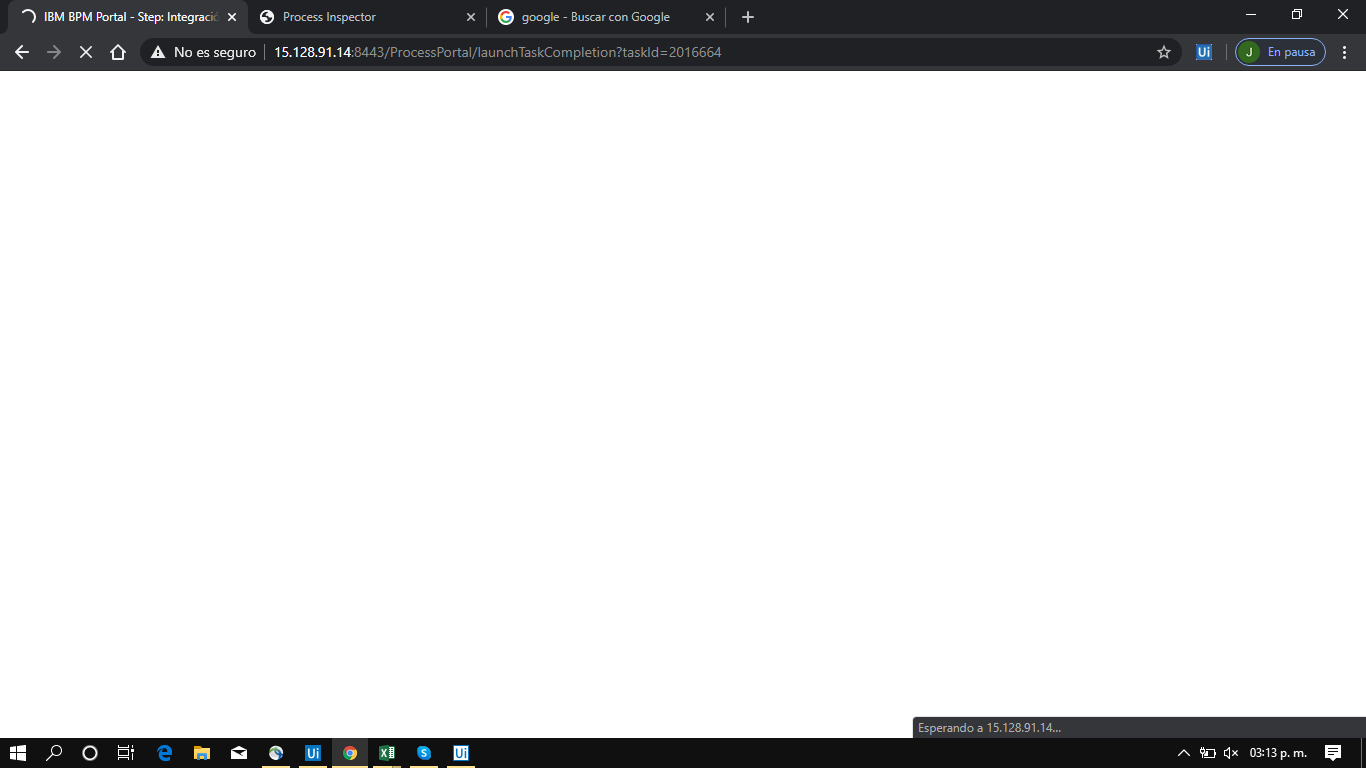 IBM BPM Portal - Step: Integració
Process Inspector
google - Buscar con Google
No es seguro
15.128.91.14:8443/ProcessPortal/launchTaskCompletion?taskId=2016664
Ui
J
En pausa
Esperando a 15.128.91.14...
Ui
S
Ui
03:13 p. m.